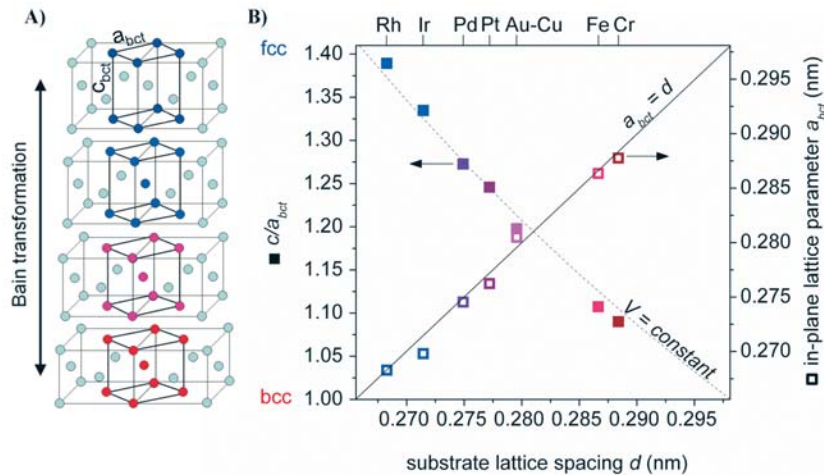 A)
a_bct
c_bct
Bain transformation
B)
Rh Ir Pd Pt Au-Cu Fe Cr
fcc
bcc
1.40
1.35
1.30
1.25
1.20
1.15
1.10
1.05
1.00
c/a_bct
a_bct = d
V = constant
0.295
0.290
0.285
0.280
0.275
0.270
in-plane lattice parameter a_bct (nm)
0.270 0.275 0.280 0.285 0.290 0.295
substrate lattice spacing d (nm)